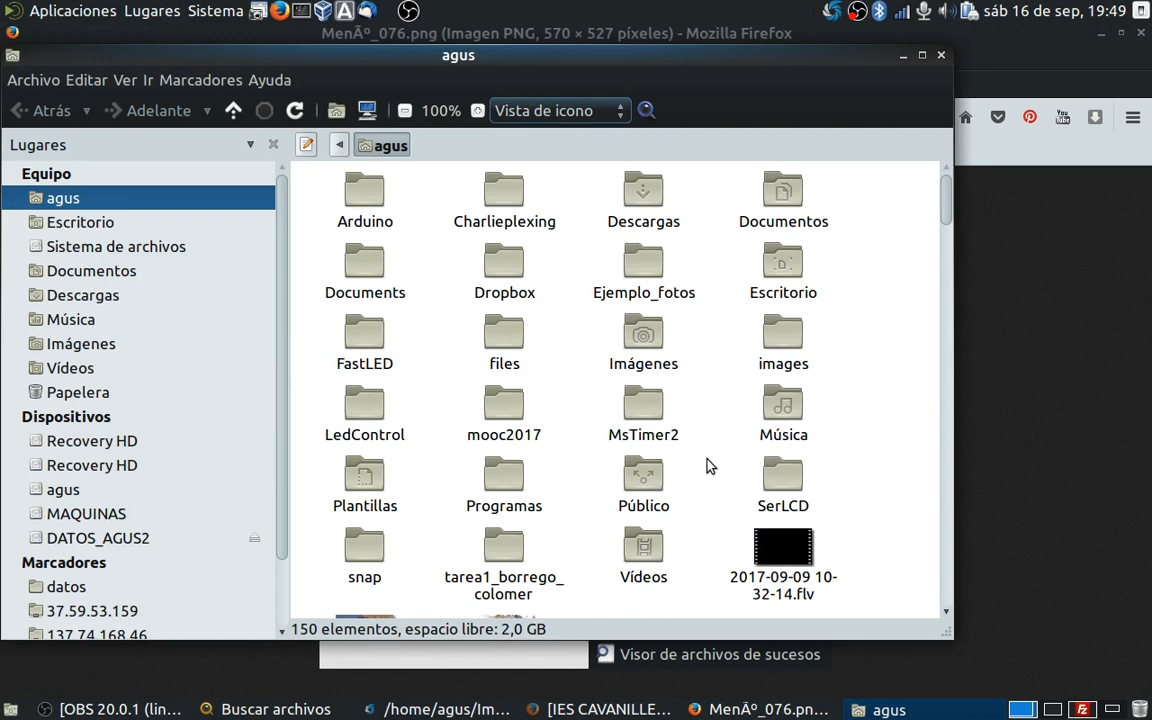 Aplicaciones Lugares Sistema
sáb 16 de sep, 19:49
MenÃº_076.png (Imagen PNG, 570 × 527 píxeles) - Mozilla Firefox
agus
Archivo Editar Ver Ir Marcadores Ayuda
Atrás Adelante 100% Vista de icono
Lugares
agus
Equipo
agus
Escritorio
Sistema de archivos
Documentos
Descargas
Música
Imágenes
Vídeos
Papelera
Dispositivos
Recovery HD
Recovery HD
agus
MAQUINAS
DATOS_AGUS2
Marcadores
datos
37.59.53.159
137.74.168.46
Arduino Charlieplexing Descargas Documentos
Documents Dropbox Ejemplo_fotos Escritorio
FastLED files Imágenes images
LedControl mooc2017 MsTimer2 Música
Plantillas Programas Público SerLCD
snap tarea1_borrego_ Vídeos 2017-09-09 10-
colomer 32-14.flv
150 elementos, espacio libre: 2,0 GB
Visor de archivos de sucesos
[OBS 20.0.1 (lin... Buscar archivos /home/agus/Im... [IES CAVANILLE... MenÃº_076.pn... agus